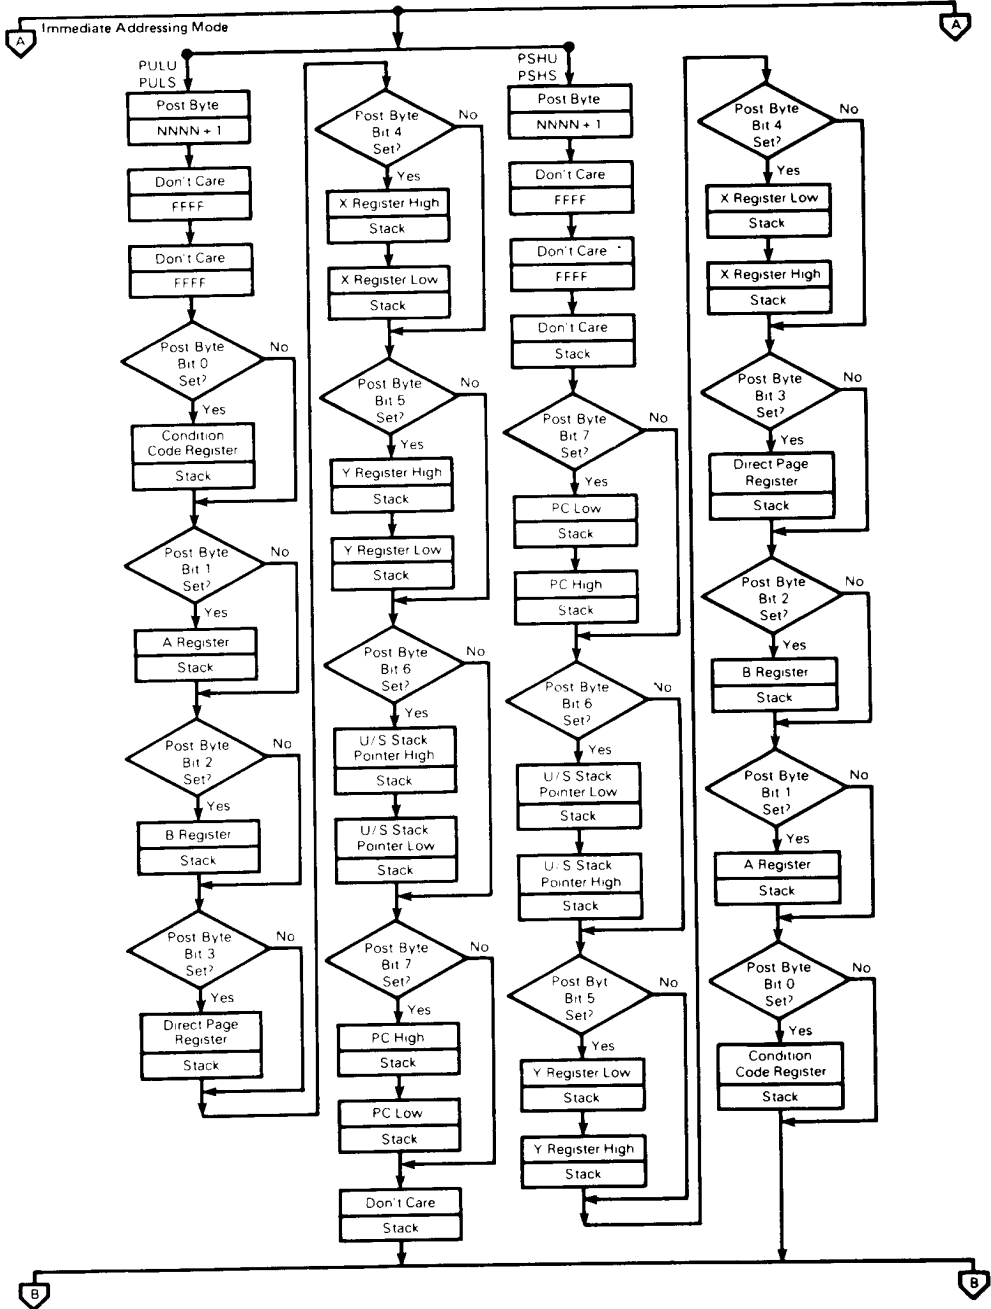 A
Immediate Addressing Mode
A
PULU
PULS
Post Byte
NNNN + 1
Don't Care
FFFF
Don't Care
FFFF
Post Byte
Bit 0
Set?
No
Yes
Condition
Code Register
Stack
Post Byte
Bit 1
Set?
No
Yes
A Register
Stack
Post Byte
Bit 2
Set?
No
Yes
B Register
Stack
Post Byte
Bit 3
Set?
No
Yes
Direct Page
Register
Stack
Post Byte
Bit 4
Set?
No
Yes
X Register High
Stack
X Register Low
Stack
Post Byte
Bit 5
Set?
No
Yes
Y Register High
Stack
Y Register Low
Stack
Post Byte
Bit 6
Set?
No
Yes
U/S Stack
Pointer High
Stack
U/S Stack
Pointer Low
Stack
Post Byte
Bit 7
Set?
No
Yes
PC High
Stack
PC Low
Stack
Don't Care
Stack
PSHU
PSHS
Post Byte
NNNN + 1
Don't Care
FFFF
Don't Care
FFFF
Don't Care
Stack
Post Byte
Bit 7
Set?
No
Yes
PC Low
Stack
PC High
Stack
Post Byte
Bit 6
Set?
No
Yes
U/S Stack
Pointer Low
Stack
U/S Stack
Pointer High
Stack
Post Byt
Bit 5
Set?
No
Yes
Y Register Low
Stack
Y Register High
Stack
Post Byte
Bit 4
Set?
No
Yes
X Register Low
Stack
X Register High
Stack
Post Byte
Bit 3
Set?
No
Yes
Direct Page
Register
Stack
Post Byte
Bit 2
Set?
No
Yes
B Register
Stack
Post Byte
Bit 1
Set?
No
Yes
A Register
Stack
Post Byte
Bit 0
Set?
No
Yes
Condition
Code Register
Stack
B
B